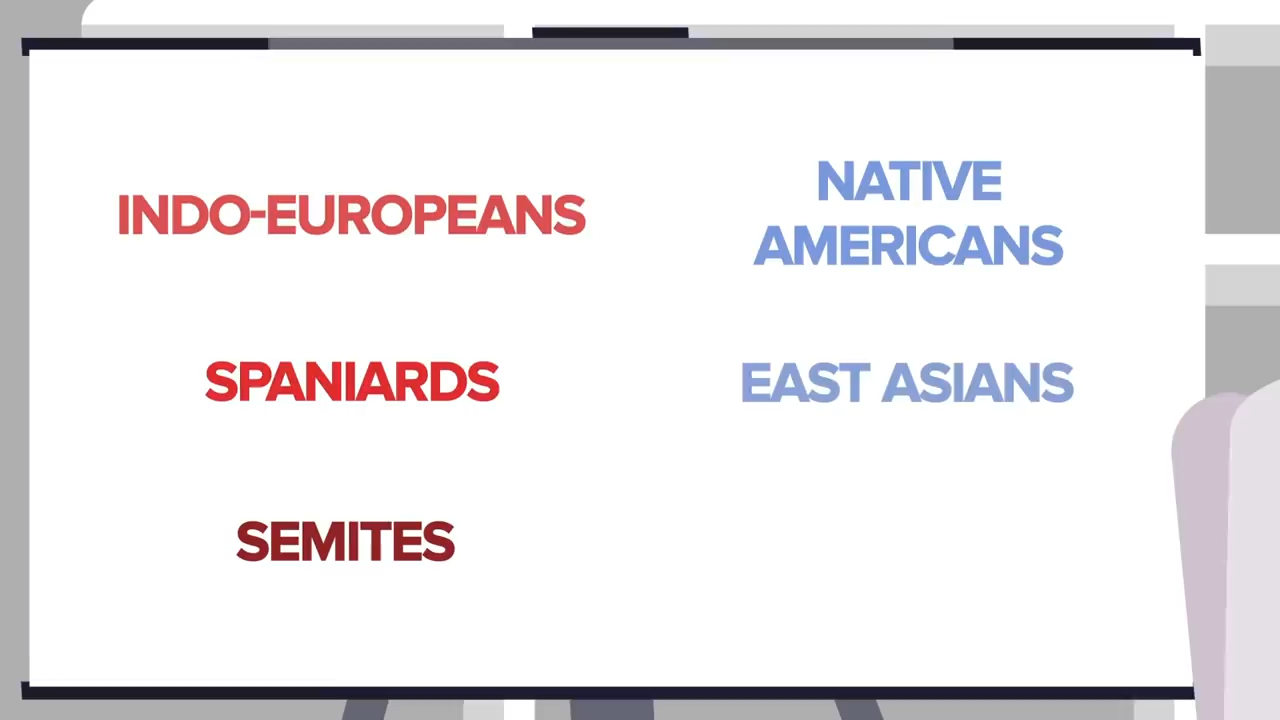 INDO-EUROPEANS
SPANIARDS
SEMITES
NATIVE
AMERICANS
EAST ASIANS